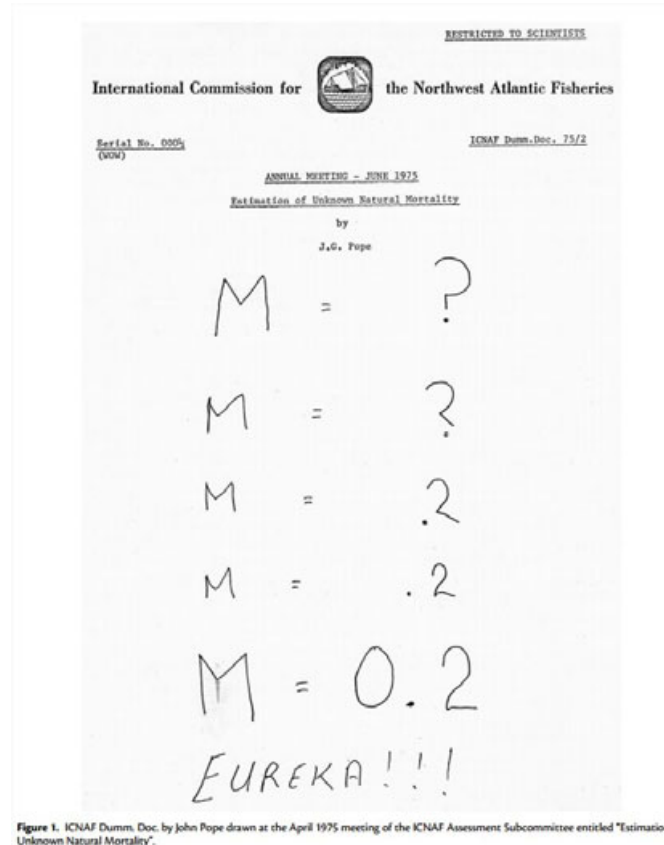 RESTRICTED TO SCIENTISTS
International Commission for the Northwest Atlantic Fisheries
Serial No. 000½
(WOW)
ICNAF Dumm.Doc. 75/2
ANNUAL MEETING - JUNE 1975
Estimation of Unknown Natural Mortality
by
J.G. Pope
M = ?
M = ?
M = .2
M = .2
M = 0.2
EUREKA!!!
Figure 1. ICNAF Dumm. Doc. by John Pope drawn at the April 1975 meeting of the ICNAF Assessment Subcommittee entitled "Estimatio
Unknown Natural Mortality".